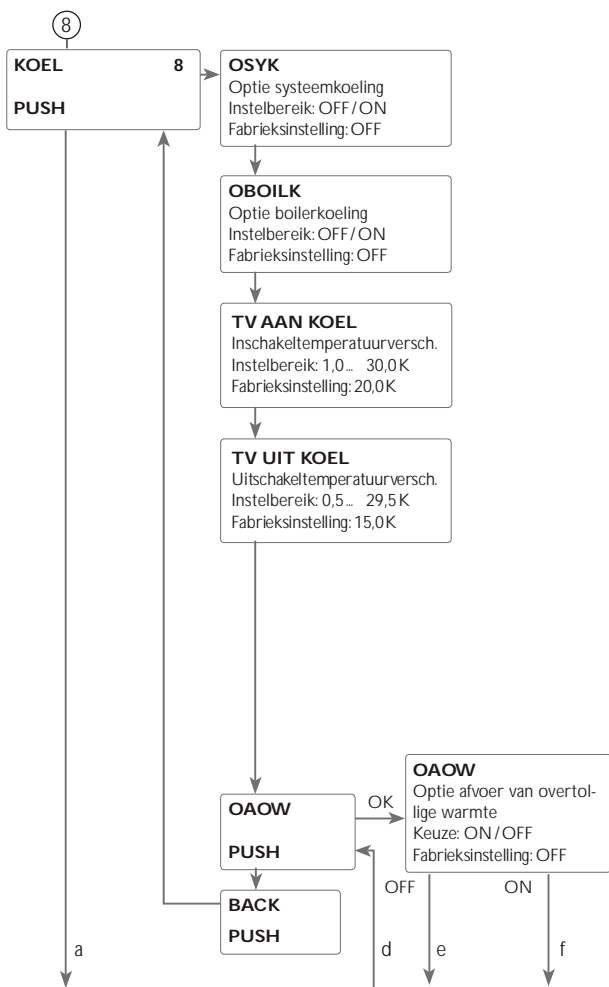 8
KOEL 8
PUSH
OSYK
Optie systeemkoeling
Instelbereik: OFF/ON
Fabrieksinstelling: OFF
OBOILK
Optie boilerkoeling
Instelbereik: OFF/ON
Fabrieksinstelling: OFF
TV AAN KOEL
Inschakeltemperatuurversch.
Instelbereik: 1,0... 30,0 K
Fabrieksinstelling: 20,0 K
TV UIT KOEL
Uitschakeltemperatuurversch.
Instelbereik: 0,5... 29,5 K
Fabrieksinstelling: 15,0 K
OAOW
PUSH
OK
OAOW
Optie afvoer van overtol-
lige warmte
Keuze: ON/OFF
Fabrieksinstelling: OFF
OFF ON
BACK
PUSH
a d e f